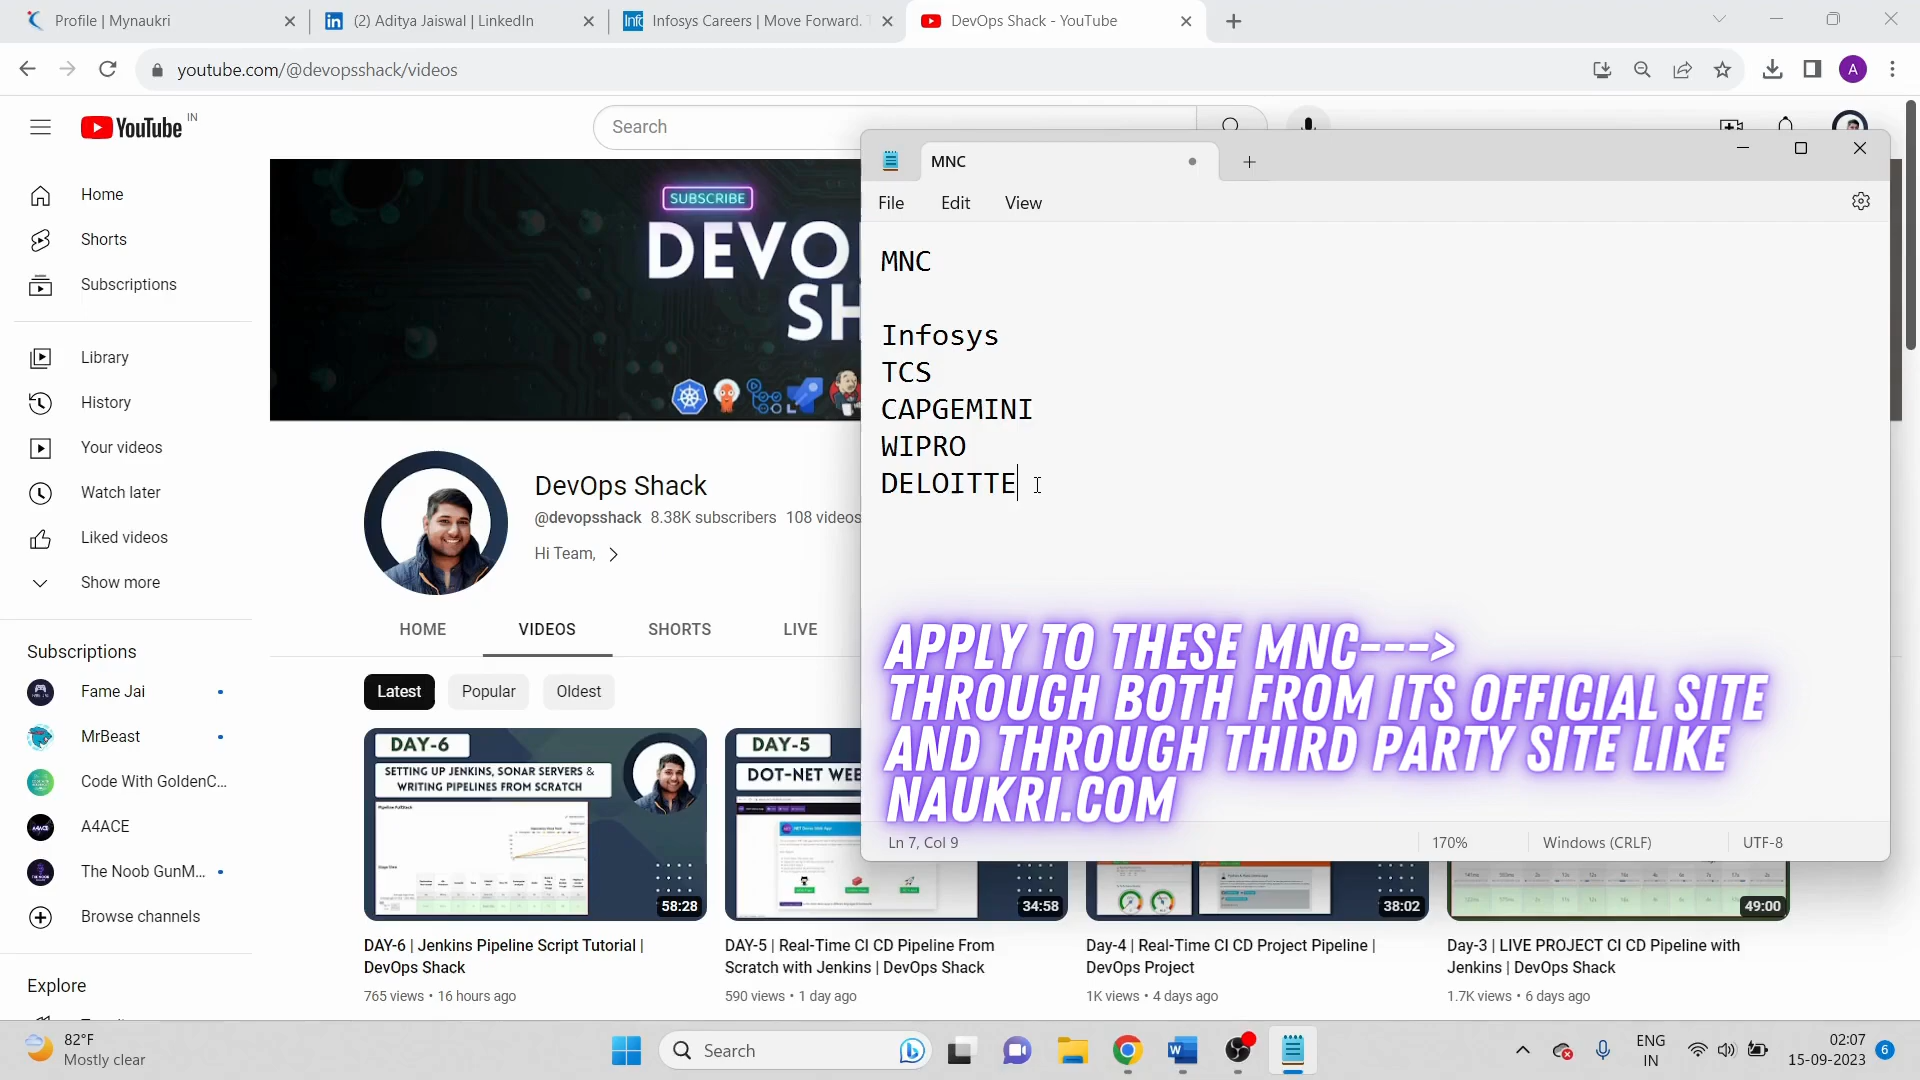 Profile | Mynaukri
(2) Aditya Jaiswal | LinkedIn
Infosys Careers | Move Forward.
DevOps Shack - YouTube
youtube.com/@devopsshack/videos
A
YouTube IN
Search
Home
Shorts
Subscriptions
Library
History
Your videos
Watch later
Liked videos
Show more
Subscriptions
Fame Jai
MrBeast
Code With GoldenC...
A4ACE
The Noob GunM...
Browse channels
Explore
SUBSCRIBE
DEVO
SH
DevOps Shack
@devopsshack 8.38K subscribers 108 videos
Hi Team,
HOME VIDEOS SHORTS LIVE
Latest Popular Oldest
DAY-6
SETTING UP JENKINS, SONAR SERVERS &
WRITING PIPELINES FROM SCRATCH
58:28
DAY-6 | Jenkins Pipeline Script Tutorial |
DevOps Shack
765 views • 16 hours ago
DAY-5
DOT-NET WEE
34:58
DAY-5 | Real-Time CI CD Pipeline From
Scratch with Jenkins | DevOps Shack
590 views • 1 day ago
38:02
Day-4 | Real-Time CI CD Project Pipeline |
DevOps Project
1K views • 4 days ago
49:00
Day-3 | LIVE PROJECT CI CD Pipeline with
Jenkins | DevOps Shack
1.7K views • 6 days ago
MNC
File Edit View
MNC
Infosys
TCS
CAPGEMINI
WIPRO
DELOITTE
APPLY TO THESE MNC--->
THROUGH BOTH FROM ITS OFFICIAL SITE
AND THROUGH THIRD PARTY SITE LIKE
NAUKRI.COM
Ln 7, Col 9
170%
Windows (CRLF)
UTF-8
82°F
Mostly clear
Search
ENG
IN
02:07
15-09-2023
6